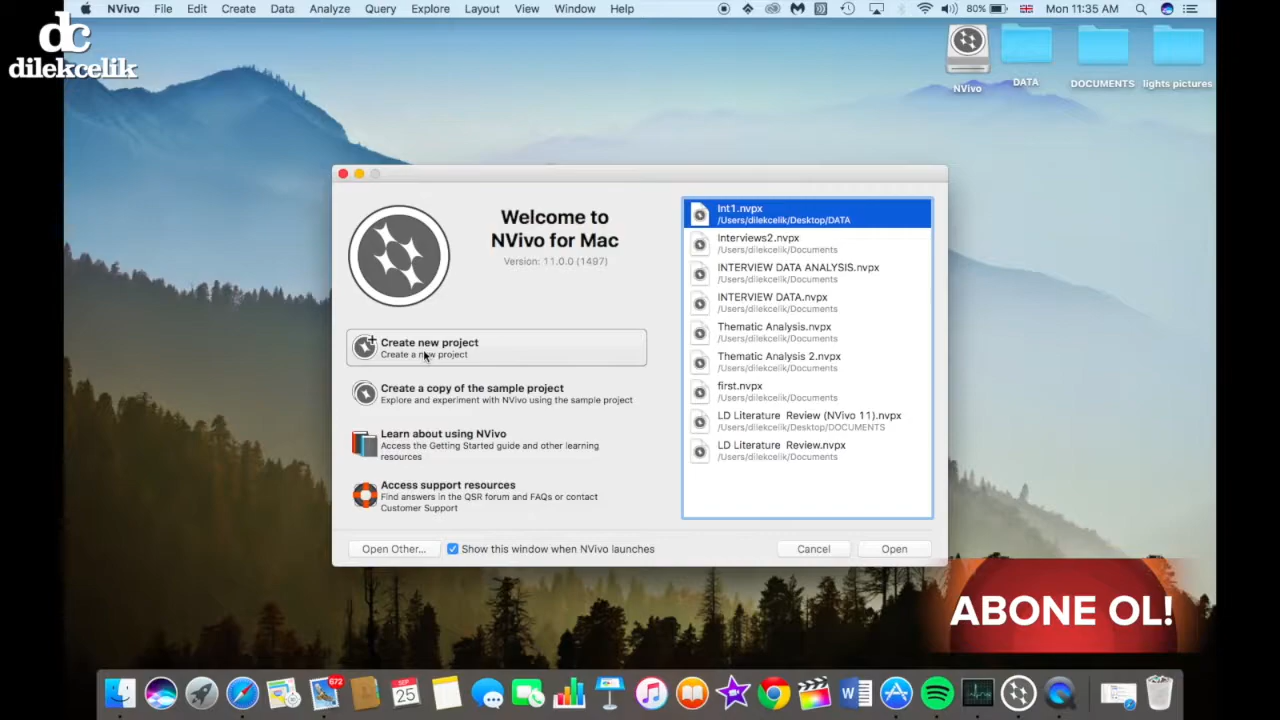 NVivo File Edit Create Data Analyze Query Explore Layout View Window Help 80% Mon 11:35 AM
dc
dilekcelik
NVivo DATA DOCUMENTS lights pictures
Welcome to
NVivo for Mac
Version: 11.0.0 (1497)
Create new project
Create a new project
Create a copy of the sample project
Explore and experiment with NVivo using the sample project
Learn about using NVivo
Access the Getting Started guide and other learning
resources
Access support resources
Find answers in the QSR forum and FAQs or contact
Customer Support
Int1.nvpx
/Users/dilekcelik/Desktop/DATA
Interviews2.nvpx
/Users/dilekcelik/Documents
INTERVIEW DATA ANALYSIS.nvpx
/Users/dilekcelik/Documents
INTERVIEW DATA.nvpx
/Users/dilekcelik/Documents
Thematic Analysis.nvpx
/Users/dilekcelik/Documents
Thematic Analysis 2.nvpx
/Users/dilekcelik/Documents
first.nvpx
/Users/dilekcelik/Documents
LD Literature Review (NVivo 11).nvpx
/Users/dilekcelik/Desktop/DOCUMENTS
LD Literature Review.nvpx
/Users/dilekcelik/Documents
Open Other... Show this window when NVivo launches Cancel Open
ABONE OL!
672
SEP
25